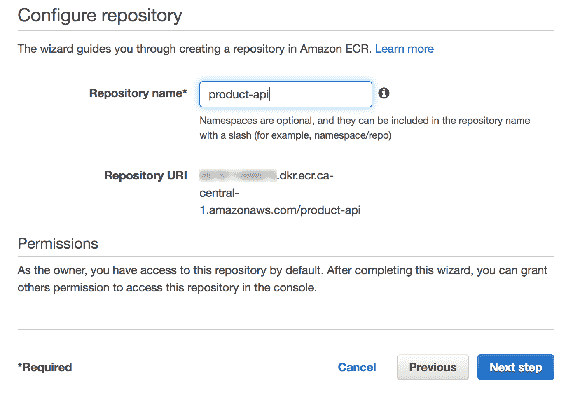 Configure repository
The wizard guides you through creating a repository in Amazon ECR. Learn more
Repository name* product-api
Namespaces are optional, and they can be included in the repository name
with a slash (for example, namespace/repo)
Repository URI .dkr.ecr.ca-
central-
1.amazonaws.com/product-api
Permissions
As the owner, you have access to this repository by default. After completing this wizard, you can grant
others permission to access this repository in the console.
*Required Cancel Previous Next step